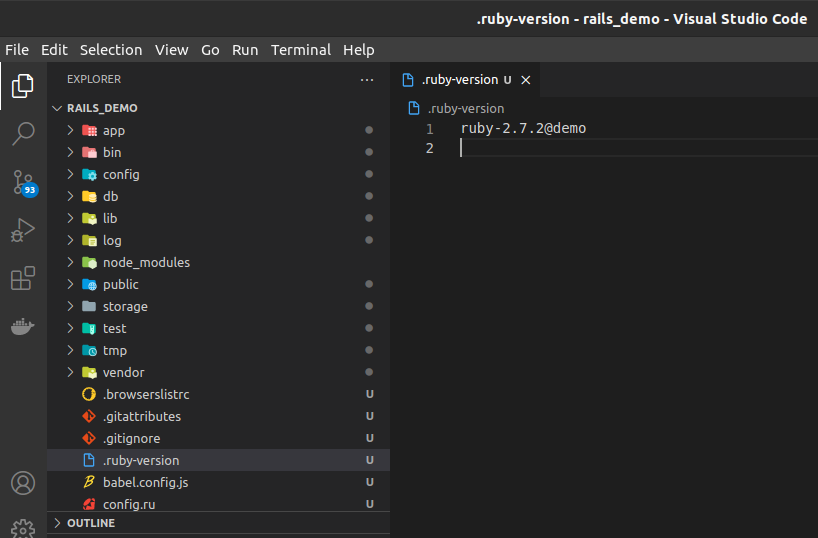 .ruby-version - rails_demo - Visual Studio Code
File Edit Selection View Go Run Terminal Help
EXPLORER ...
RAILS_DEMO
app
bin
config
93
db
lib
log
node_modules
public
storage
test
tmp
vendor
.browserslistrc U
.gitattributes U
.gitignore U
.ruby-version U
babel.config.js U
config.ru U
OUTLINE
.ruby-version U
.ruby-version
1 ruby-2.7.2@demo
2